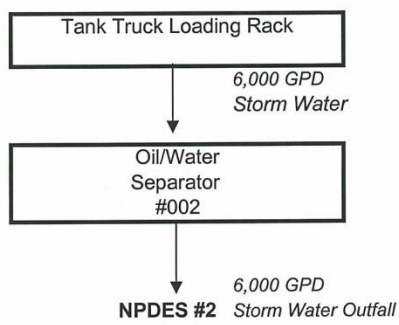 Tank Truck Loading Rack
6,000 GPD
Storm Water
Oil/Water
Separator
#002
6,000 GPD
NPDES #2 Storm Water Outfall